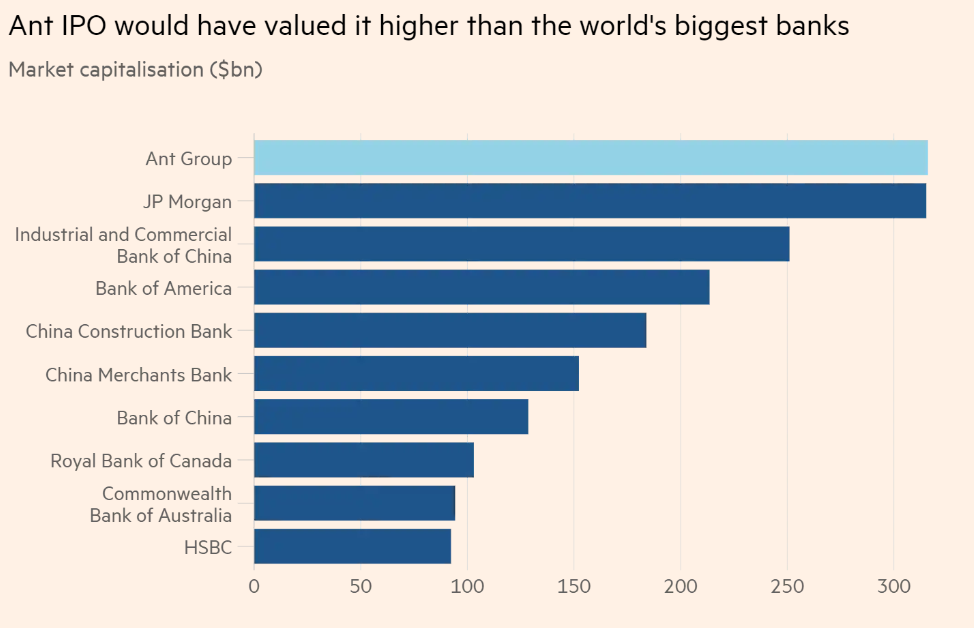 Ant IPO would have valued it higher than the world's biggest banks
Market capitalisation ($bn)
Ant Group
JP Morgan
Industrial and Commercial
Bank of China
Bank of America
China Construction Bank
China Merchants Bank
Bank of China
Royal Bank of Canada
Commonwealth
Bank of Australia
HSBC
0 50 100 150 200 250 300